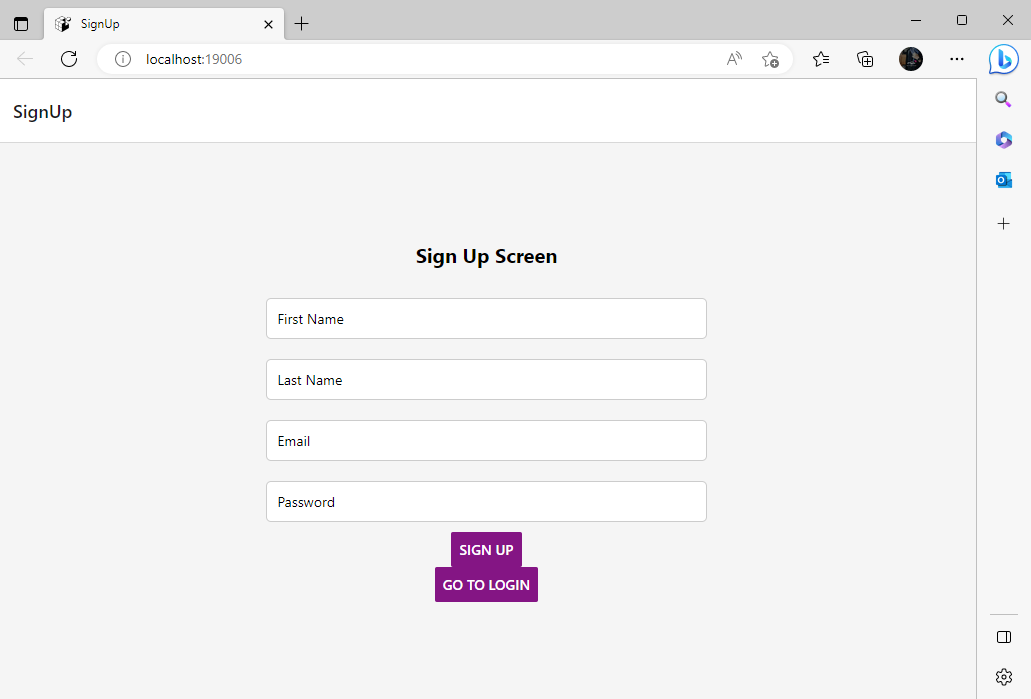 SignUp
localhost:19006
SignUp
Sign Up Screen
First Name
Last Name
Email
Password
SIGN UP
GO TO LOGIN